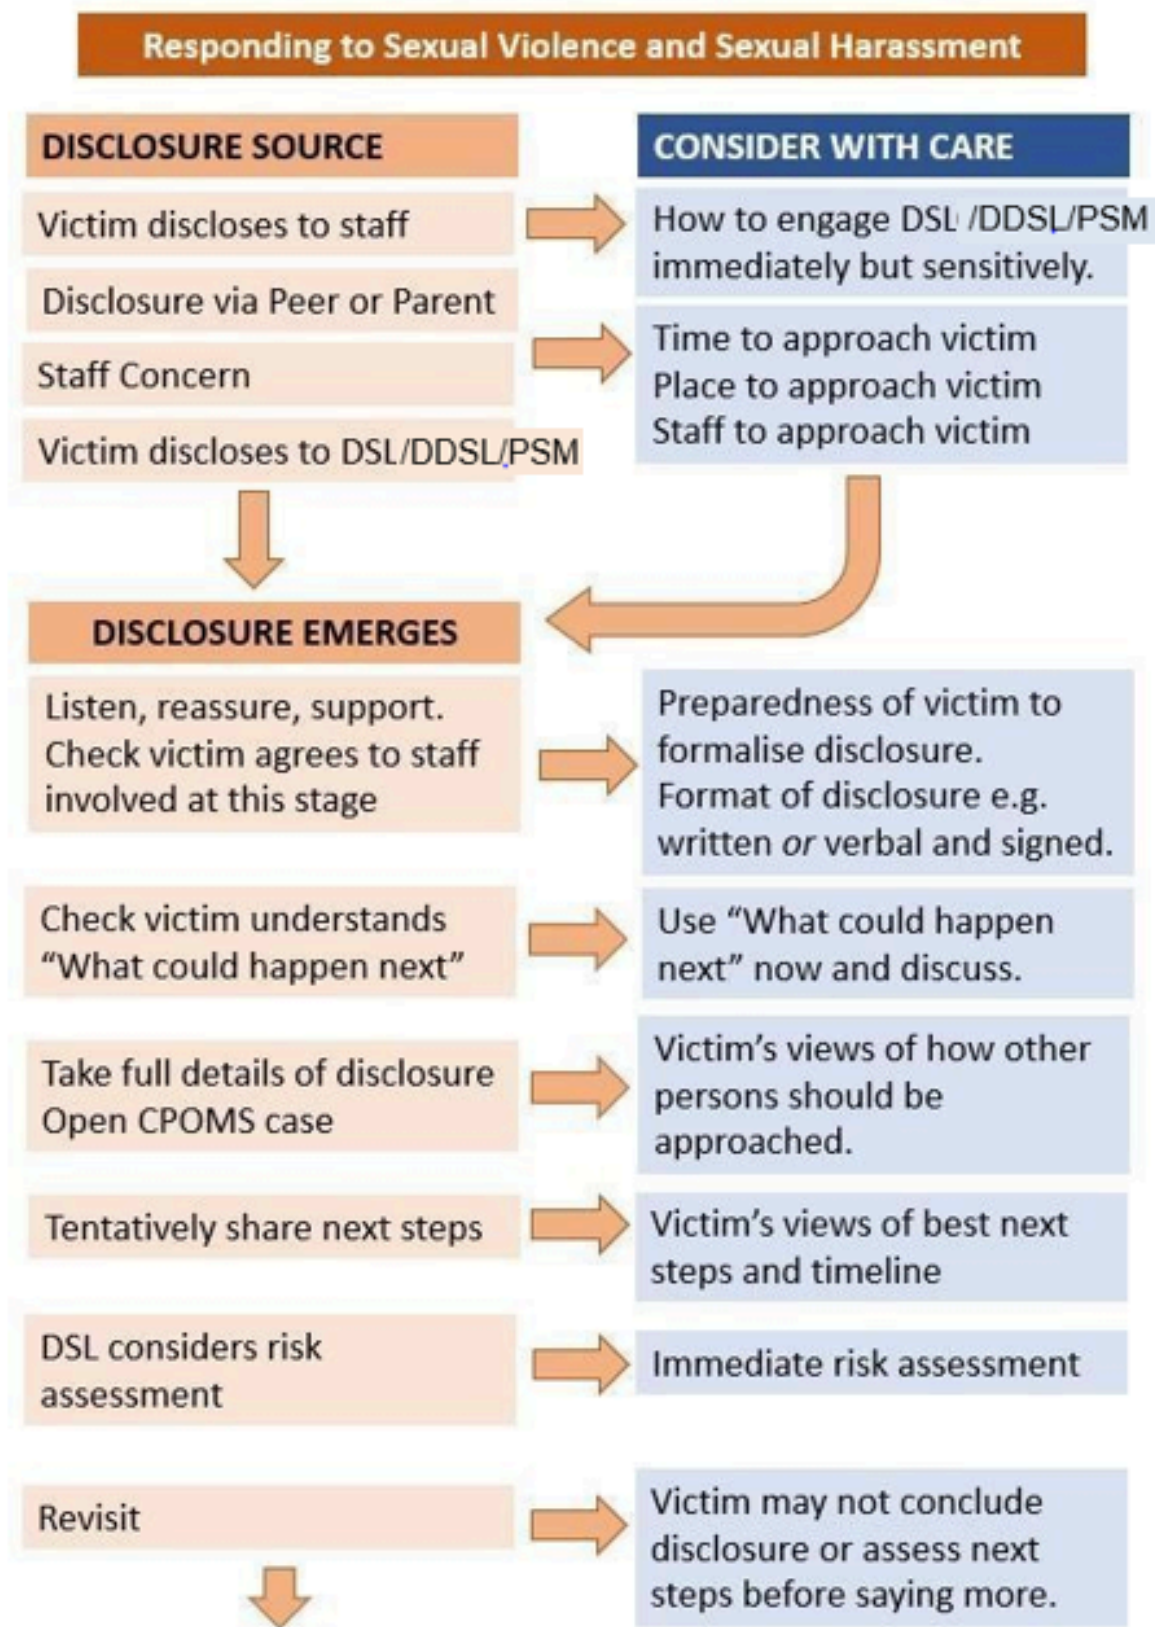 Responding to Sexual Violence and Sexual Harassment
DISCLOSURE SOURCE
CONSIDER WITH CARE
Victim discloses to staff
How to engage DSL /DDSL/PSM
immediately but sensitively.
Disclosure via Peer or Parent
Staff Concern
Time to approach victim
Place to approach victim
Staff to approach victim
Victim discloses to DSL/DDSL/PSM
DISCLOSURE EMERGES
Listen, reassure, support.
Check victim agrees to staff
involved at this stage
Preparedness of victim to
formalise disclosure.
Format of disclosure e.g.
written or verbal and signed.
Check victim understands
“What could happen next”
Use “What could happen
next” now and discuss.
Take full details of disclosure
Open CPOMS case
Victim’s views of how other
persons should be
approached.
Tentatively share next steps
Victim’s views of best next
steps and timeline
DSL considers risk
assessment
Immediate risk assessment
Revisit
Victim may not conclude
disclosure or assess next
steps before saying more.